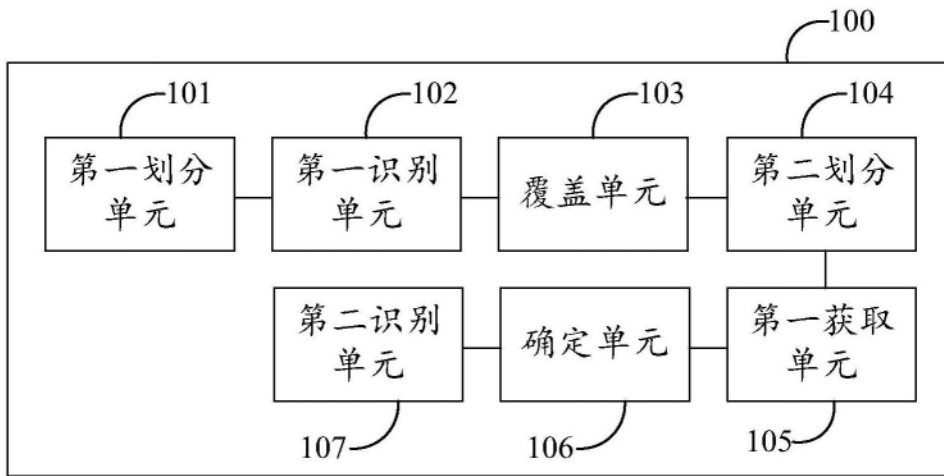 100
101
102
103
104
第一划分
单元
第一识别
单元
覆盖单元
第二划分
单元
第二识别
单元
确定单元
第一获取
单元
107
106
105